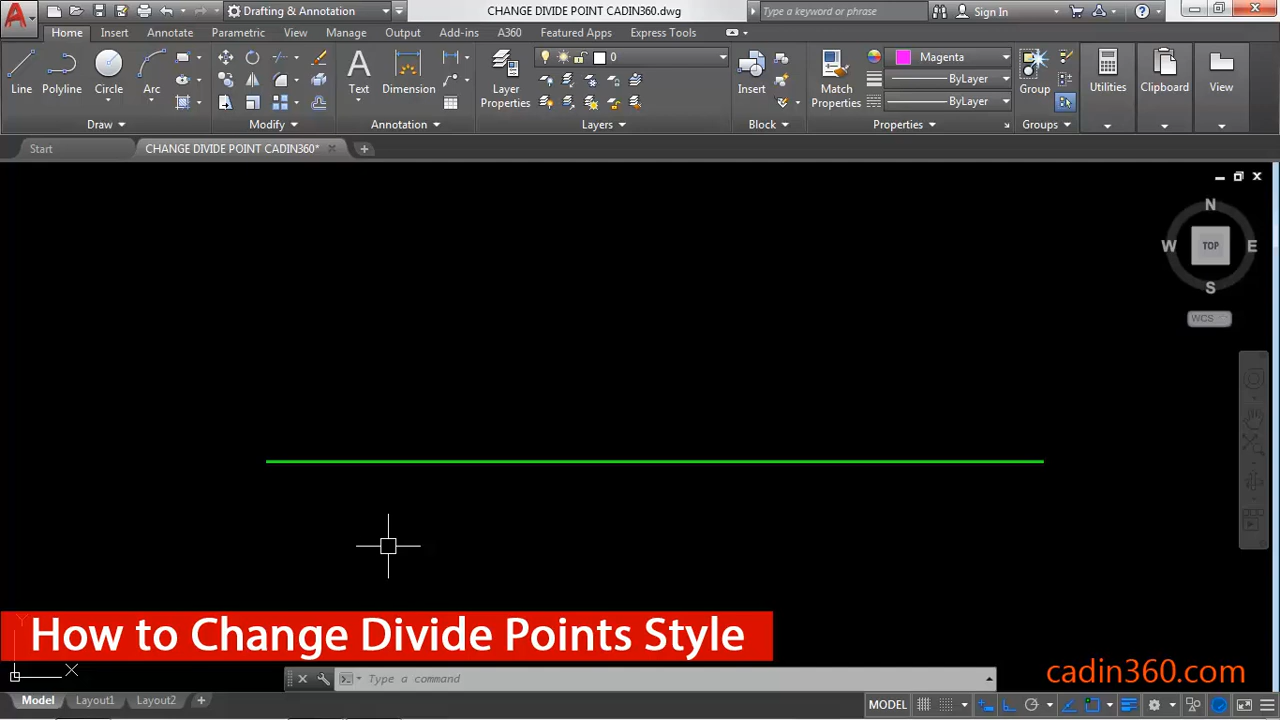 Drafting & Annotation
CHANGE DIVIDE POINT CADIN360.dwg
Type a keyword or phrase
Sign In
Home
Insert
Annotate
Parametric
View
Manage
Output
Add-ins
A360
Featured Apps
Express Tools
Line
Polyline
Circle
Arc
Draw
Modify
Text
Dimension
Annotation
Layer
Properties
0
Layers
Insert
Block
Match
Properties
Magenta
ByLayer
ByLayer
Properties
Group
Groups
Utilities
Clipboard
View
Start
CHANGE DIVIDE POINT CADIN360*
N
W
TOP
E
S
WCS
How to Change Divide Points Style
Y
X
Type a command
cadin360.com
Model
Layout1
Layout2
MODEL